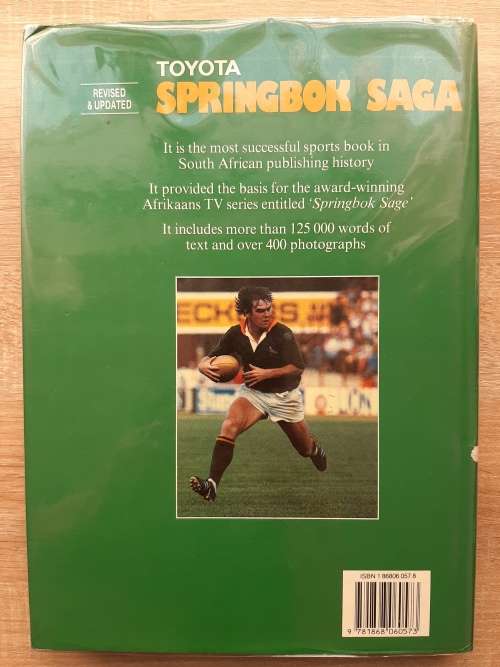 TOYOTA
REVISED
& UPDATED
SPRINGBOK SAGA
It is the most successful sports book in
South African publishing history
It provided the basis for the award-winning
Afrikaans TV series entitled ‘Springbok Sage’
It includes more than 125 000 words of
text and over 400 photographs
ECKERS
ISBN 1 86806 057 8
9 781868 060573